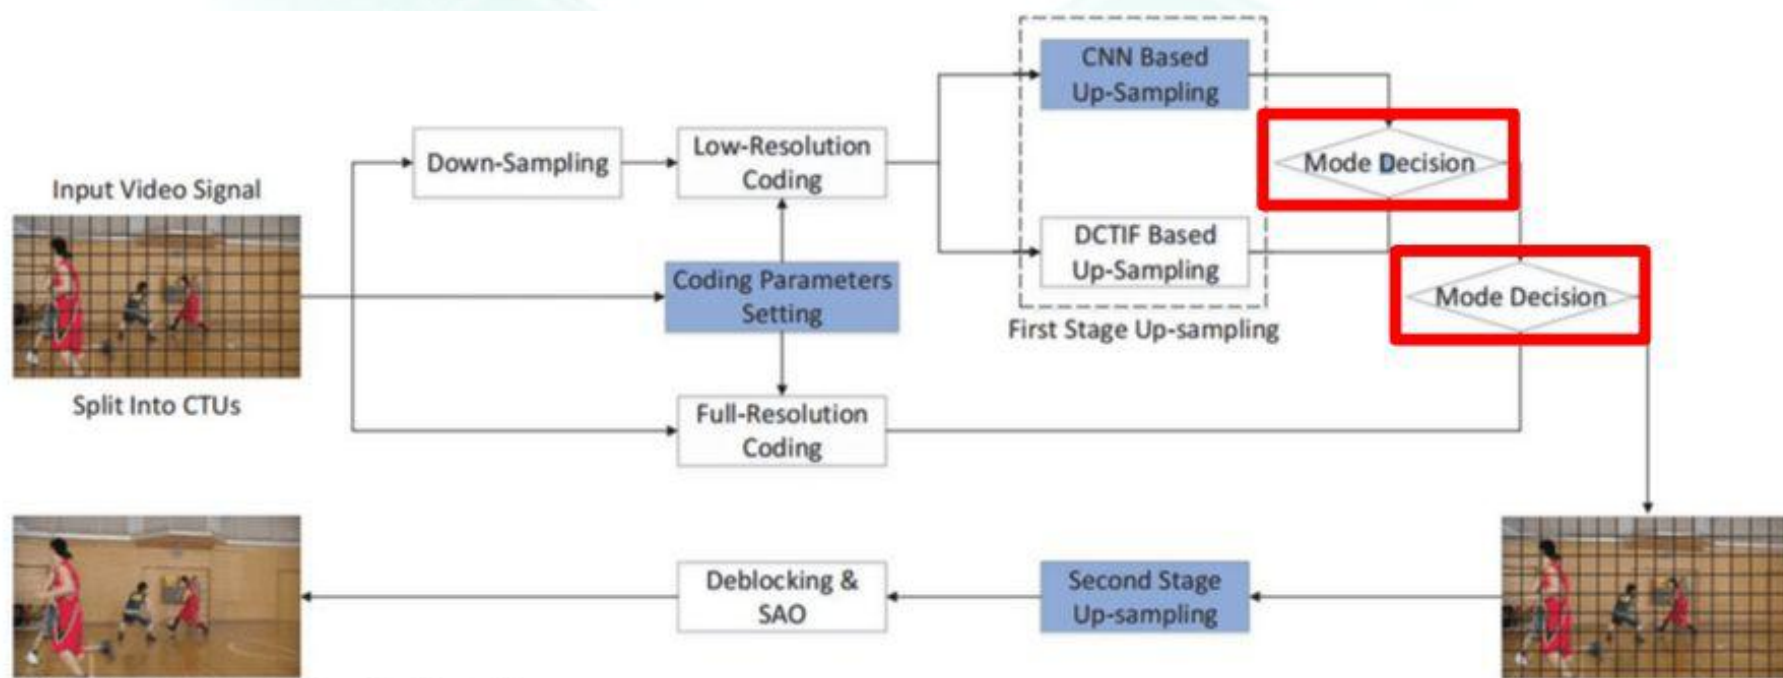 CNN Based
Up-Sampling
Down-Sampling
Low-Resolution
Coding
Mode Decision
Input Video Signal
DCTIF Based
Up-Sampling
Coding Parameters
Setting
Mode Decision
First Stage Up-sampling
Split Into CTUs
Full-Resolution
Coding
Deblocking &
SAO
Second Stage
Up-sampling